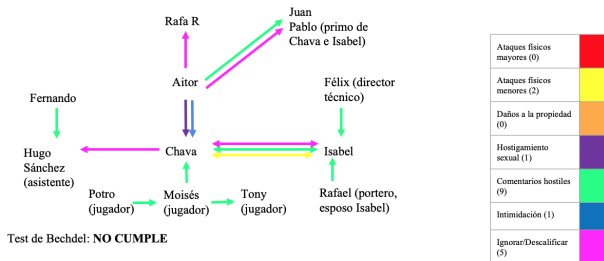 Rafa R
Juan
Pablo (primo de
Chava e Isabel)
Aitor
Fernando
Félix (director
técnico)
Hugo
Sánchez
(asistente)
Chava
Isabel
Potro
(jugador)
Moisés
(jugador)
Tony
(jugador)
Rafael (portero,
esposo Isabel)
Test de Bechdel: NO CUMPLE
Ataques físicos
mayores (0)
Ataques físicos
menores (2)
Daños a la propiedad
(0)
Hostigamiento
sexual (1)
Comentarios hostiles
(9)
Intimidación (1)
Ignorar/Descalificar
(5)